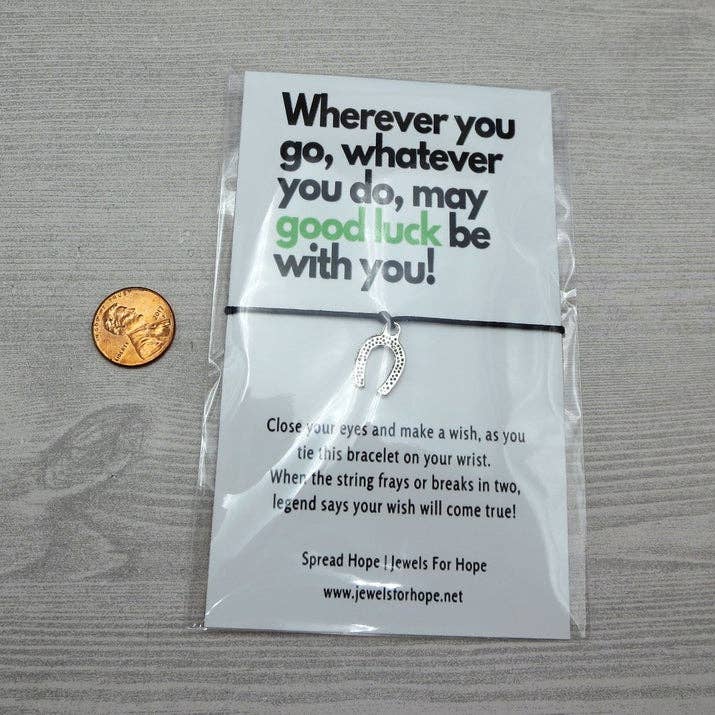 Wherever you
go, whatever
you do, may
good luck be
with you!
Close your eyes and make a wish, as you
tie this bracelet on your wrist.
When the string frays or breaks in two,
legend says your wish will come true!
Spread Hope | Jewels For Hope
www.jewelsforhope.net
LIBERTY